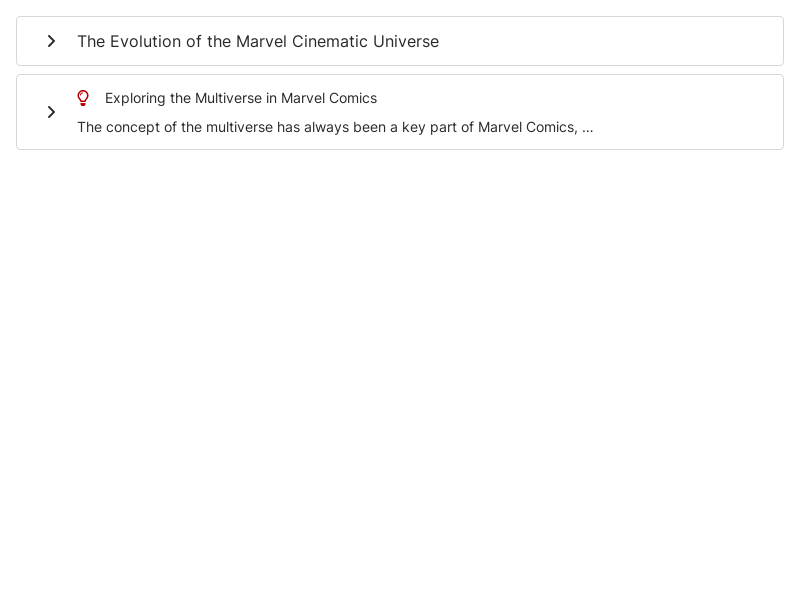 The Evolution of the Marvel Cinematic Universe
Exploring the Multiverse in Marvel Comics
The concept of the multiverse has always been a key part of Marvel Comics, ...